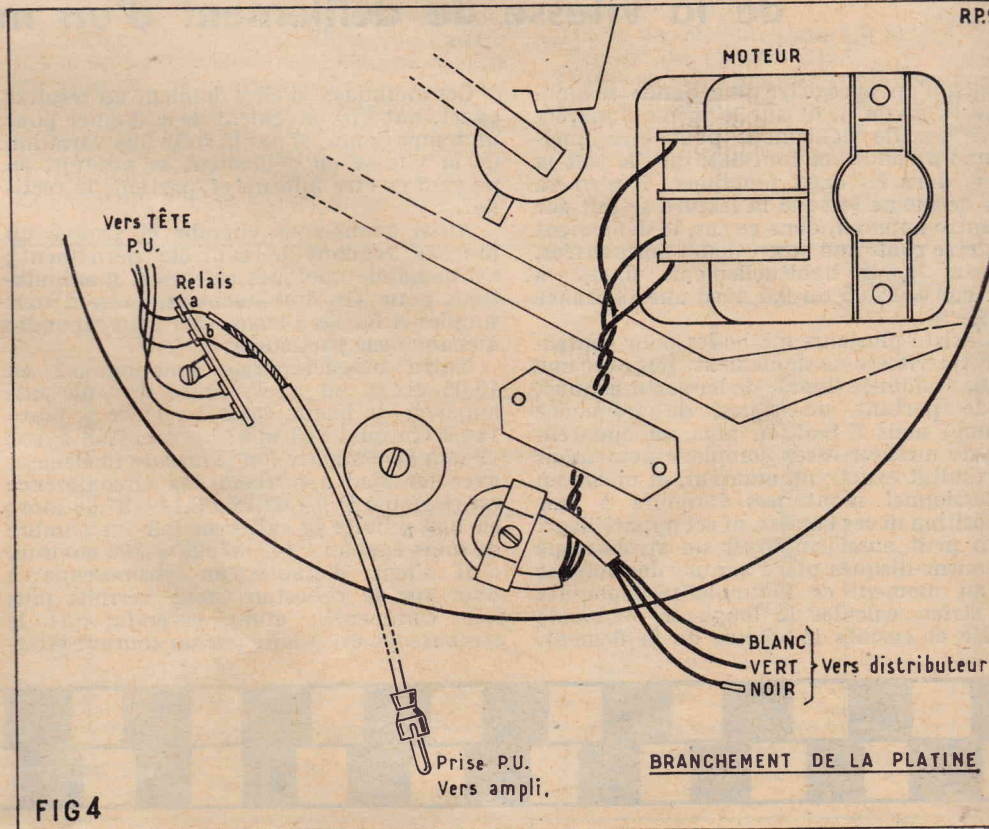 RP.
MOTEUR
Vers TÊTE
P.U.
Relais
a
b
BLANC
VERT
NOIR
Vers distributeur
Prise P.U.
Vers ampli.
BRANCHEMENT DE LA PLATINE
FIG 4